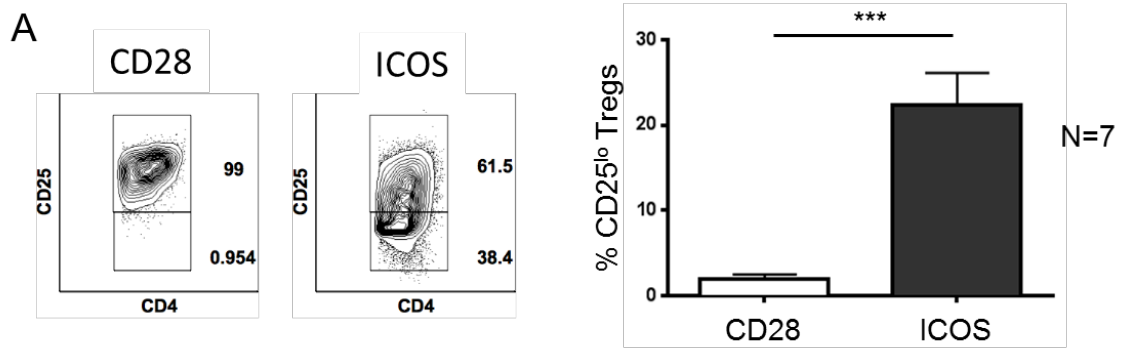 A
CD28
ICOS
CD25
99
0.954
CD4
CD25
61.5
38.4
CD4
***
% CD25lo Tregs
30
20
10
0
CD28
ICOS
N=7